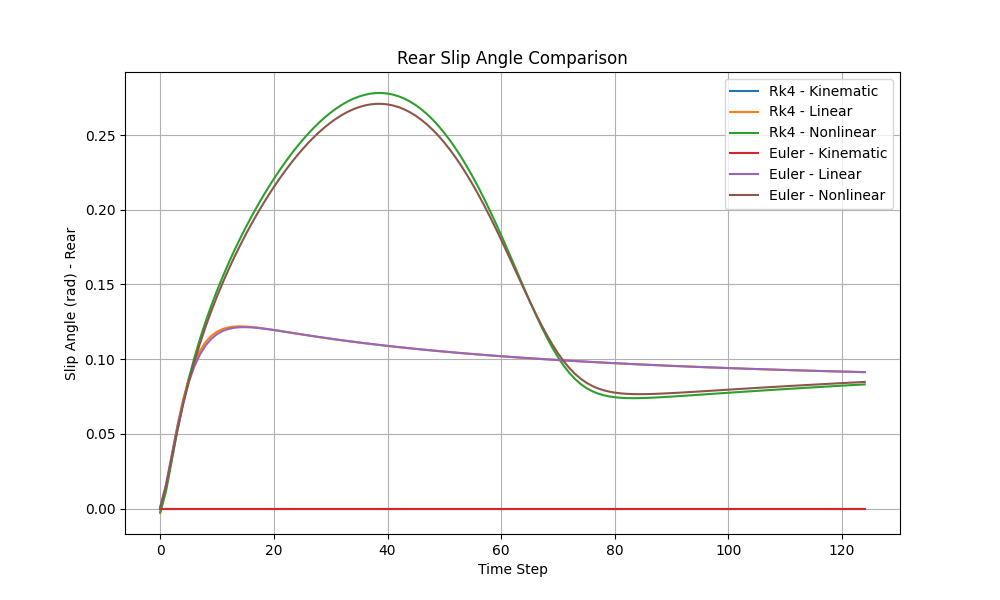 Rear Slip Angle Comparison
Rk4 - Kinematic
Rk4 - Linear
Rk4 - Nonlinear
Euler - Kinematic
Euler - Linear
Euler - Nonlinear
Slip Angle (rad) - Rear
0.25
0.20
0.15
0.10
0.05
0.00
0 20 40 60 80 100 120
Time Step